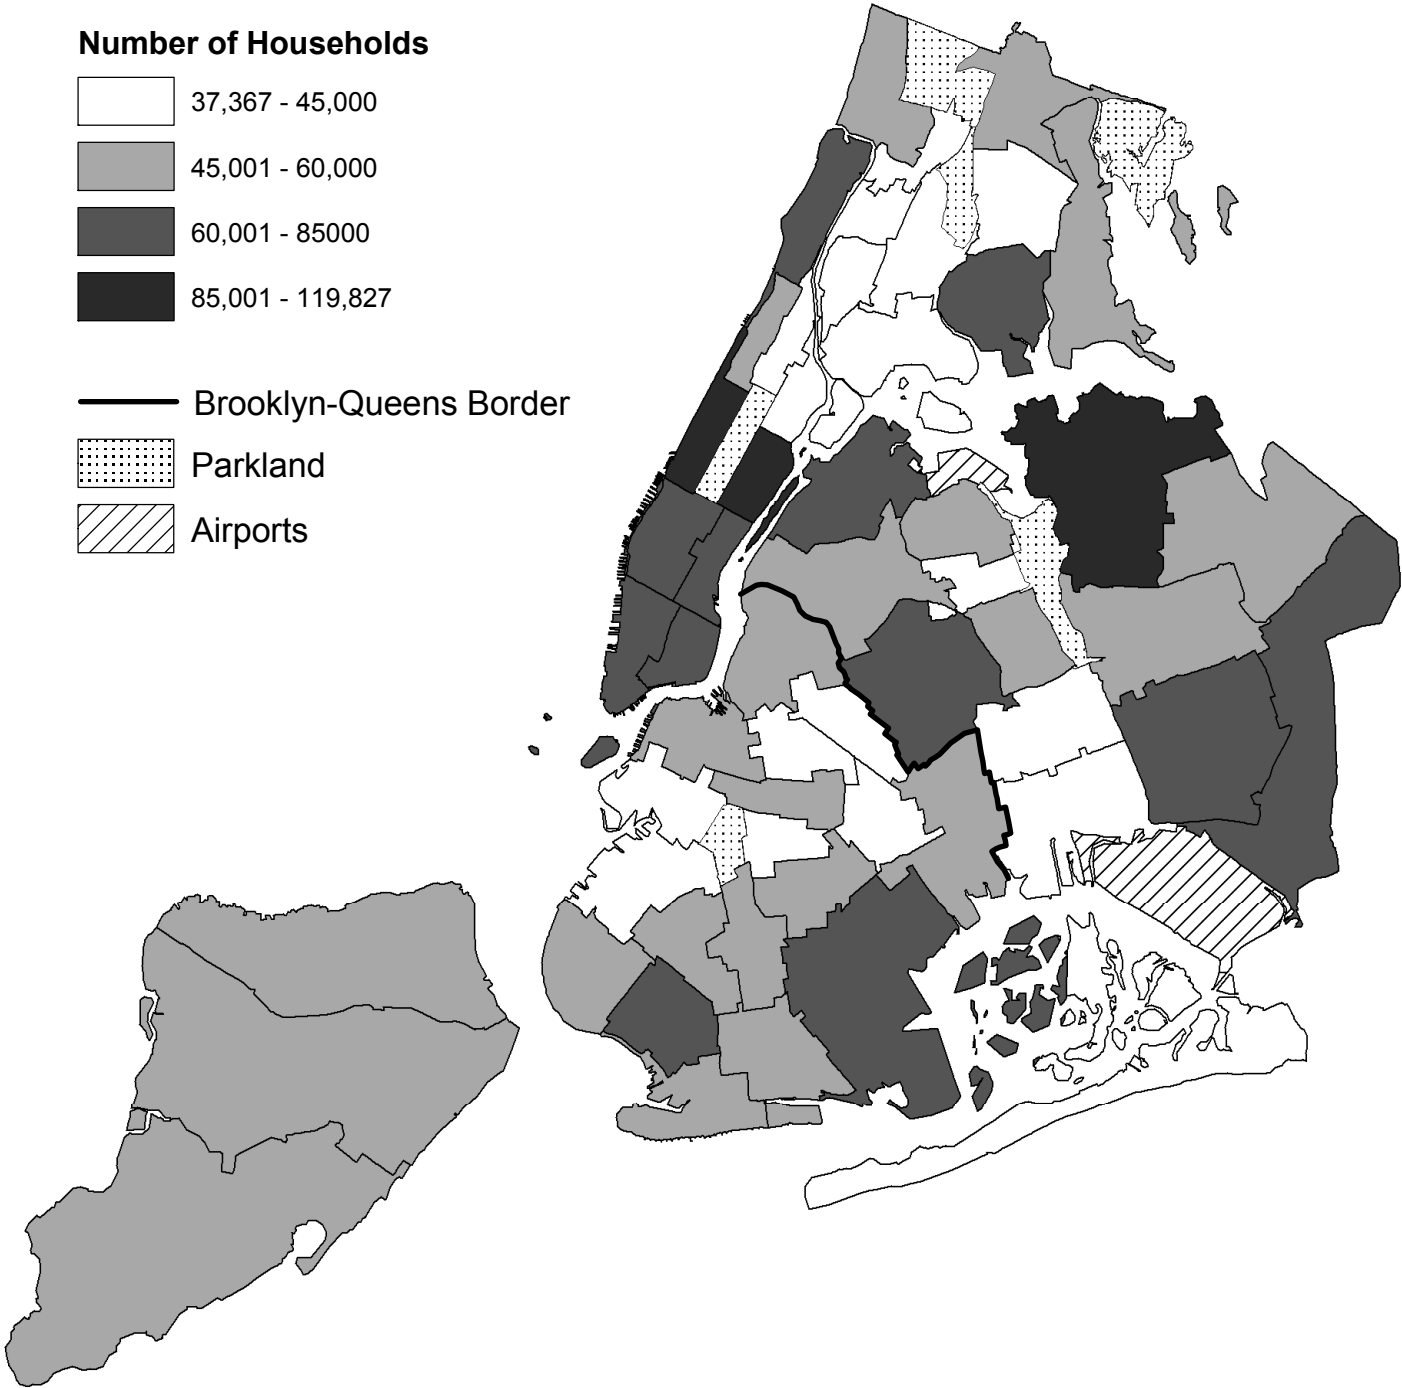 Number of Households
37,367 - 45,000
45,001 - 60,000
60,001 - 85000
85,001 - 119,827
Brooklyn-Queens Border
Parkland
Airports